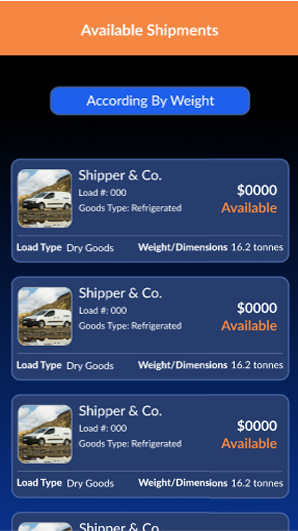 Available Shipments
According By Weight
Shipper & Co.
Load #: 000
Goods Type: Refrigerated
$0000
Available
Load Type Dry Goods Weight/Dimensions 16.2 tonnes
Shipper & Co.
Load #: 000
Goods Type: Refrigerated
$0000
Available
Load Type Dry Goods Weight/Dimensions 16.2 tonnes
Shipper & Co.
Load #: 000
Goods Type: Refrigerated
$0000
Available
Load Type Dry Goods Weight/Dimensions 16.2 tonnes
Shipper & Co.